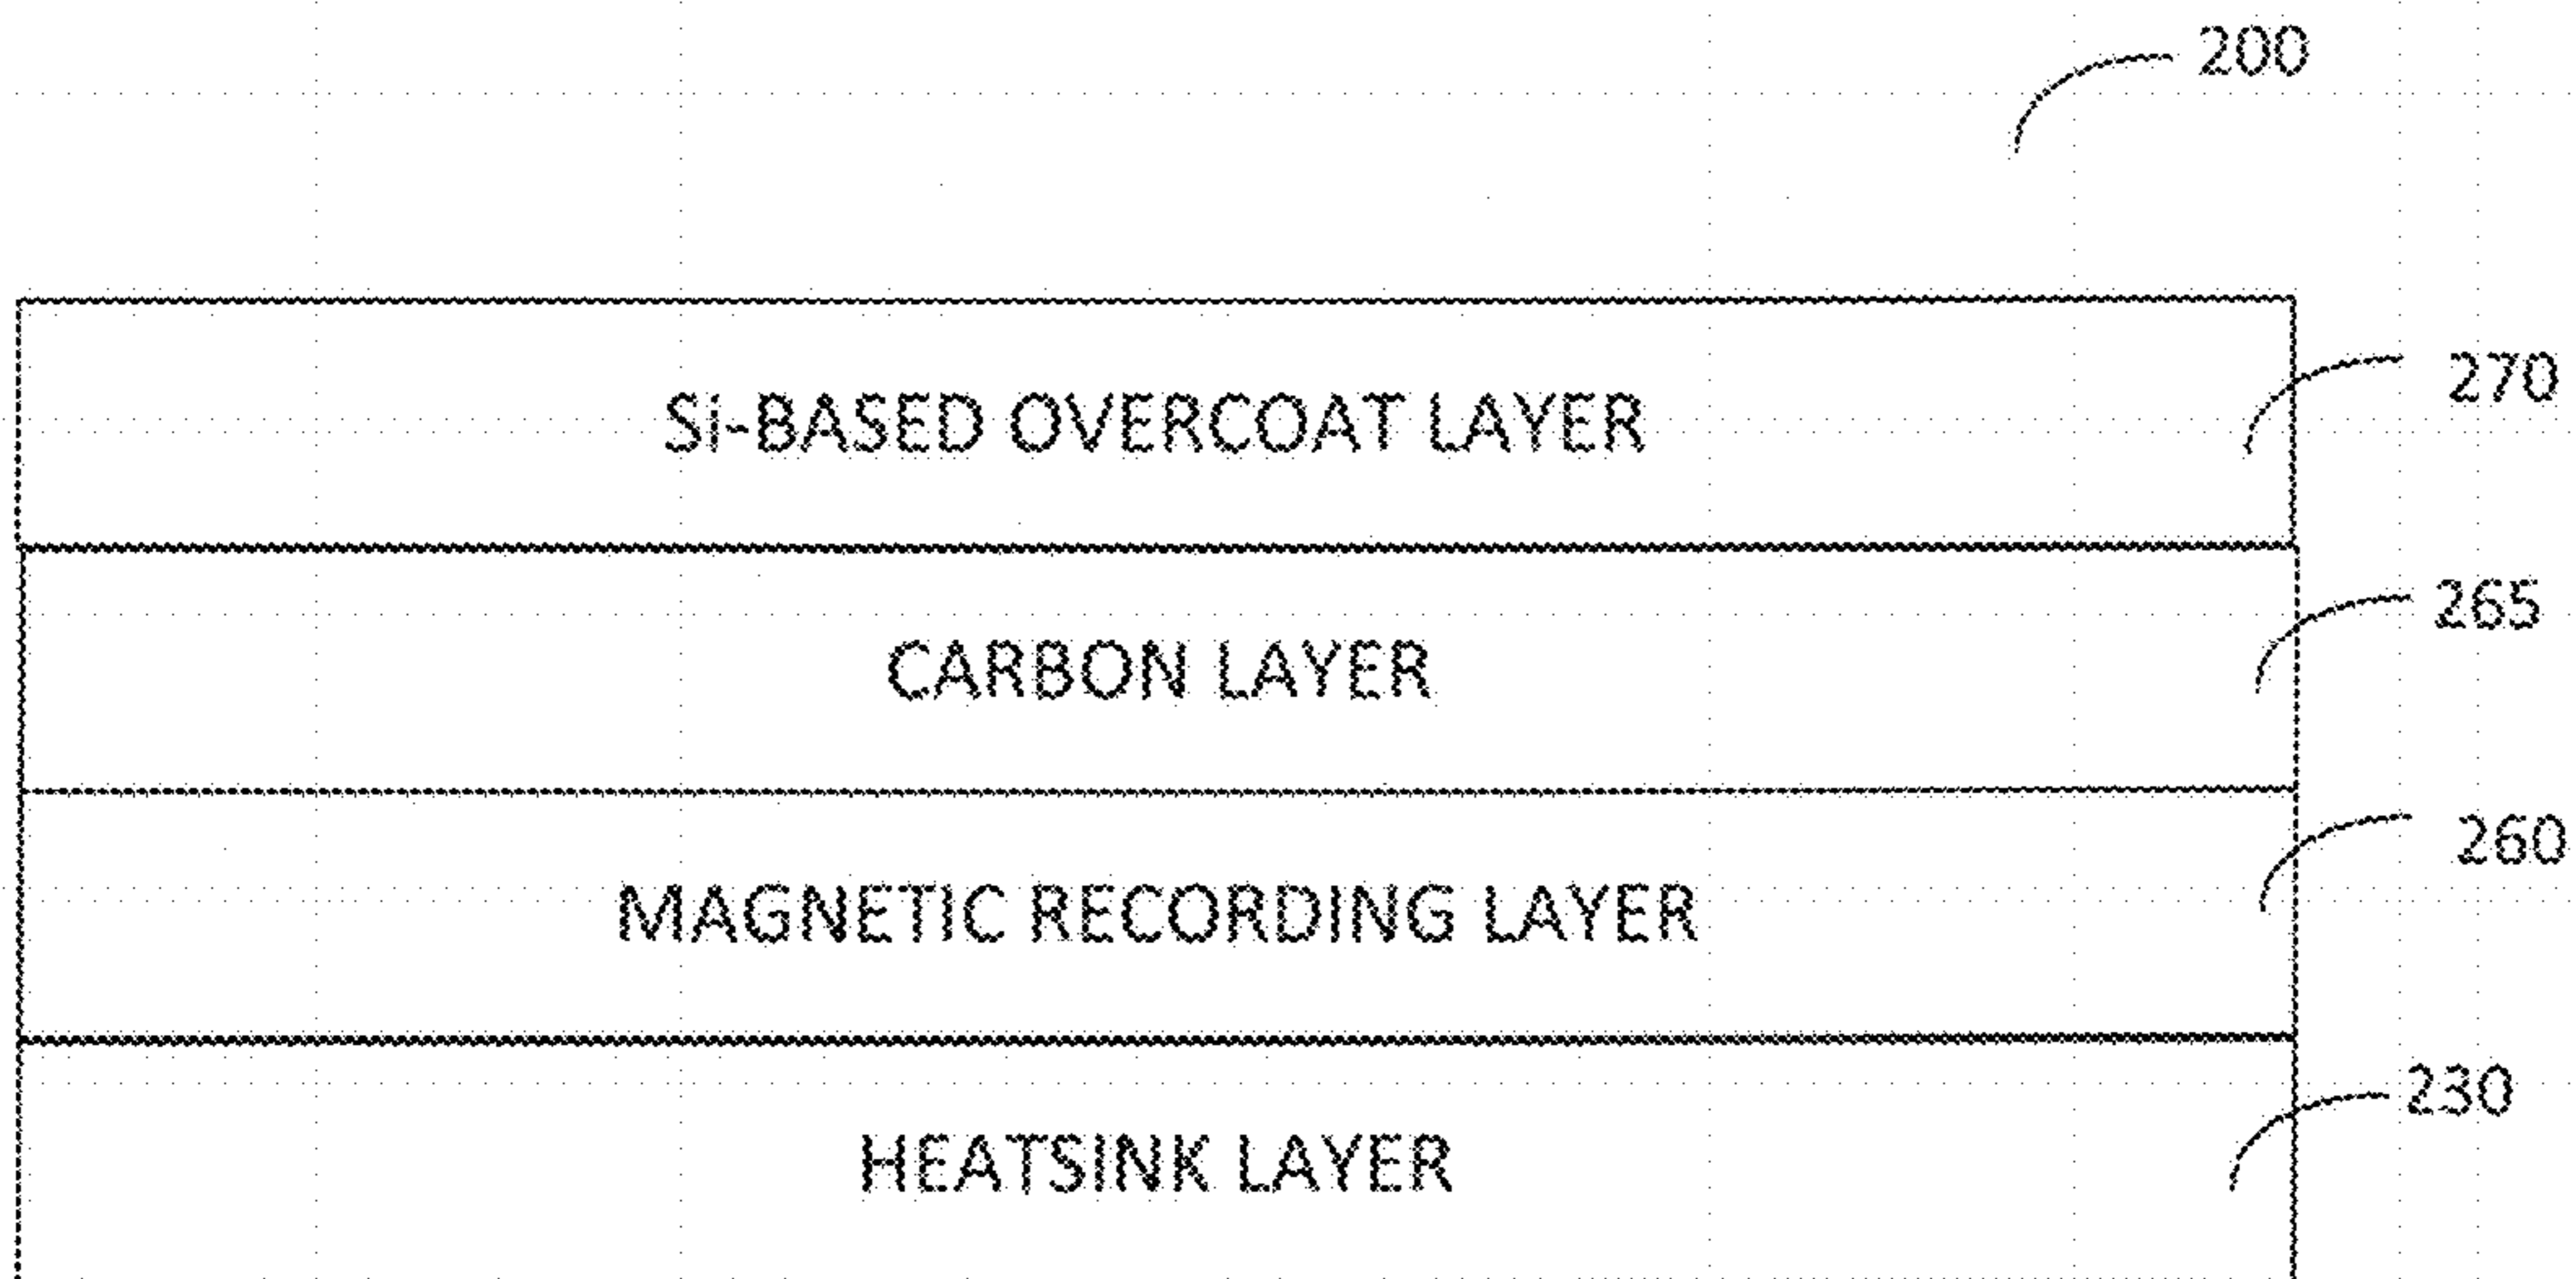 200
270
Si-BASED OVERCOAT LAYER
265
CARBON LAYER
260
MAGNETIC RECORDING LAYER
230
HEATSINK LAYER